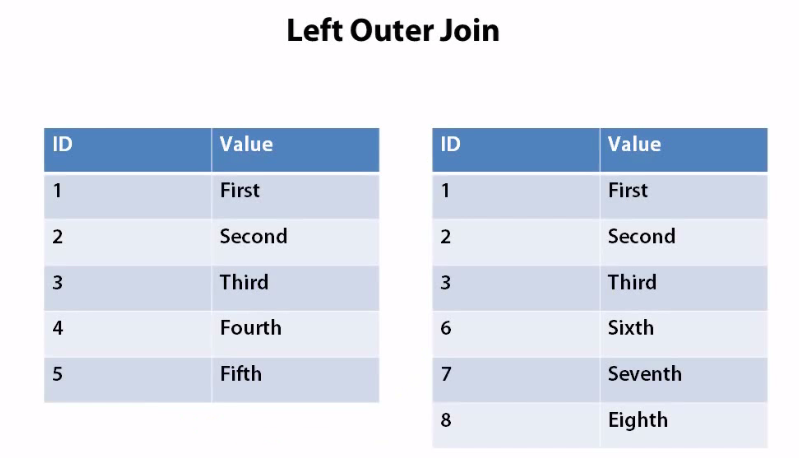 Left Outer Join
ID Value
1 First
2 Second
3 Third
4 Fourth
5 Fifth
ID Value
1 First
2 Second
3 Third
6 Sixth
7 Seventh
8 Eighth